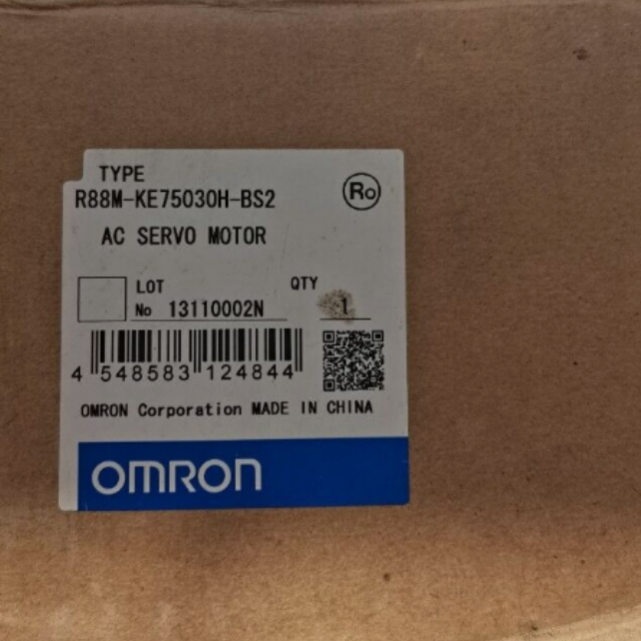 TYPE
R88M-KE75030H-BS2
Ro
AC SERVO MOTOR
LOT
No 13110002N
QTY
1
4 548583 124844
OMRON Corporation MADE IN CHINA
OMRON